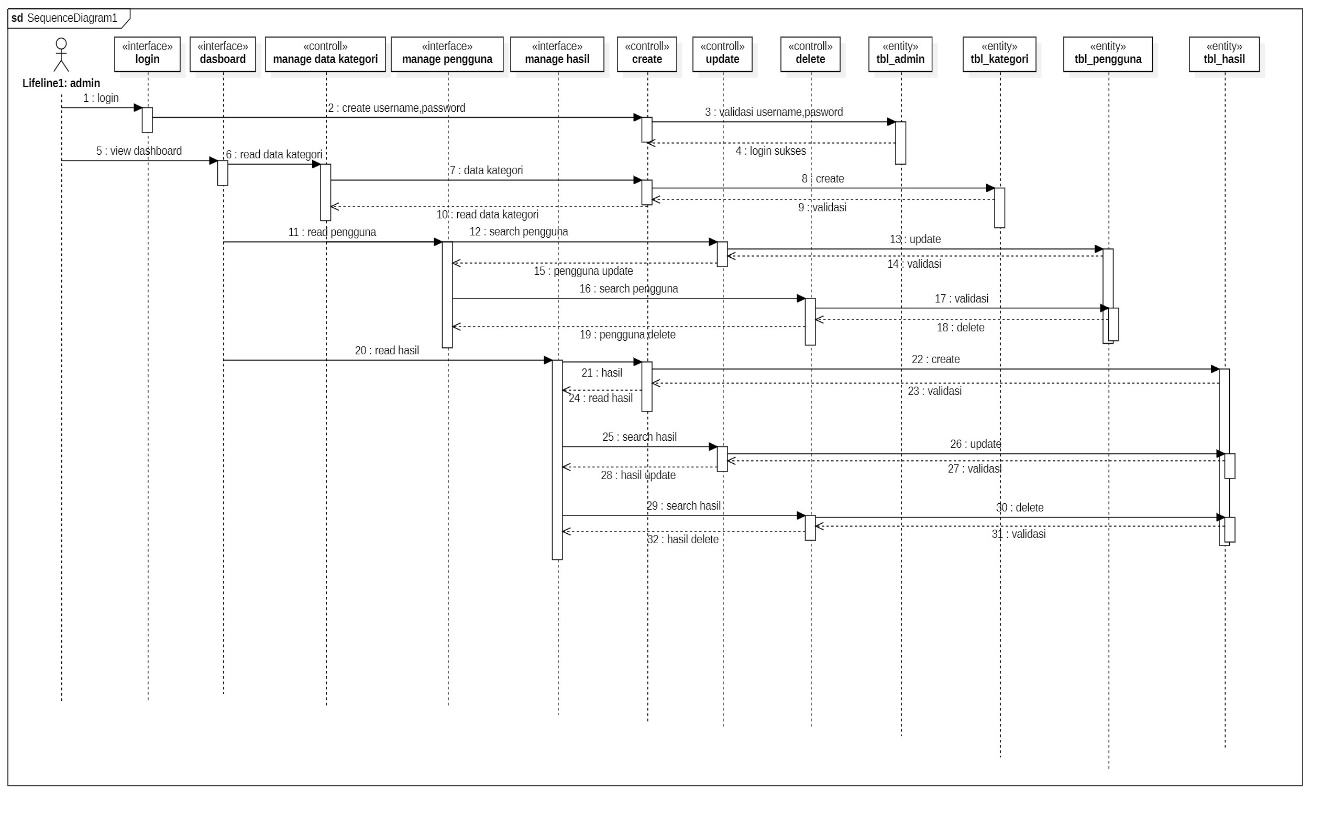 sd SequenceDiagram1
«interface»
login
«interface»
dasboard
«controll»
manage data kategori
«interface»
manage pengguna
«interface»
manage hasil
«controll»
create
«controll»
update
«controll»
delete
«entity»
tbl_admin
«entity»
tbl_kategori
«entity»
tbl_pengguna
«entity»
tbl_hasil
Lifeline1: admin
1 : login
2 : create username,password
3 : validasi username,pasword
4 : login sukses
5 : view dashboard
6 : read data kategori
7 : data kategori
8 : create
9 : validasi
10 : read data kategori
11 : read pengguna
12 : search pengguna
13 : update
14 : validasi
15 : pengguna update
16 : search pengguna
17 : validasi
18 : delete
19 : pengguna delete
20 : read hasil
21 : hasil
22 : create
23 : validasi
24 : read hasil
25 : search hasil
26 : update
27 : validasi
28 : hasil update
29 : search hasil
30 : delete
31 : validasi
32 : hasil delete